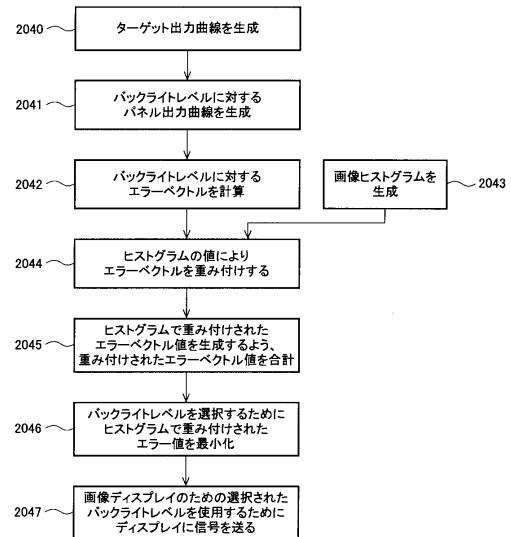 2040
ターゲット出力曲線を生成
2041
バックライトレベルに対する
パネル出力曲線を生成
2042
バックライトレベルに対する
エラーベクトルを計算
画像ヒストグラムを
生成
2043
2044
ヒストグラムの値により
エラーベクトルを重み付けする
2045
ヒストグラムで重み付けされた
エラーベクトル値を生成するよう、
重み付けされたエラーベクトル値を合計
2046
バックライトレベルを選択するために
ヒストグラムで重み付けされた
エラー値を最小化
2047
画像ディスプレイのための選択された
バックライトレベルを使用するために
ディスプレイに信号を送る